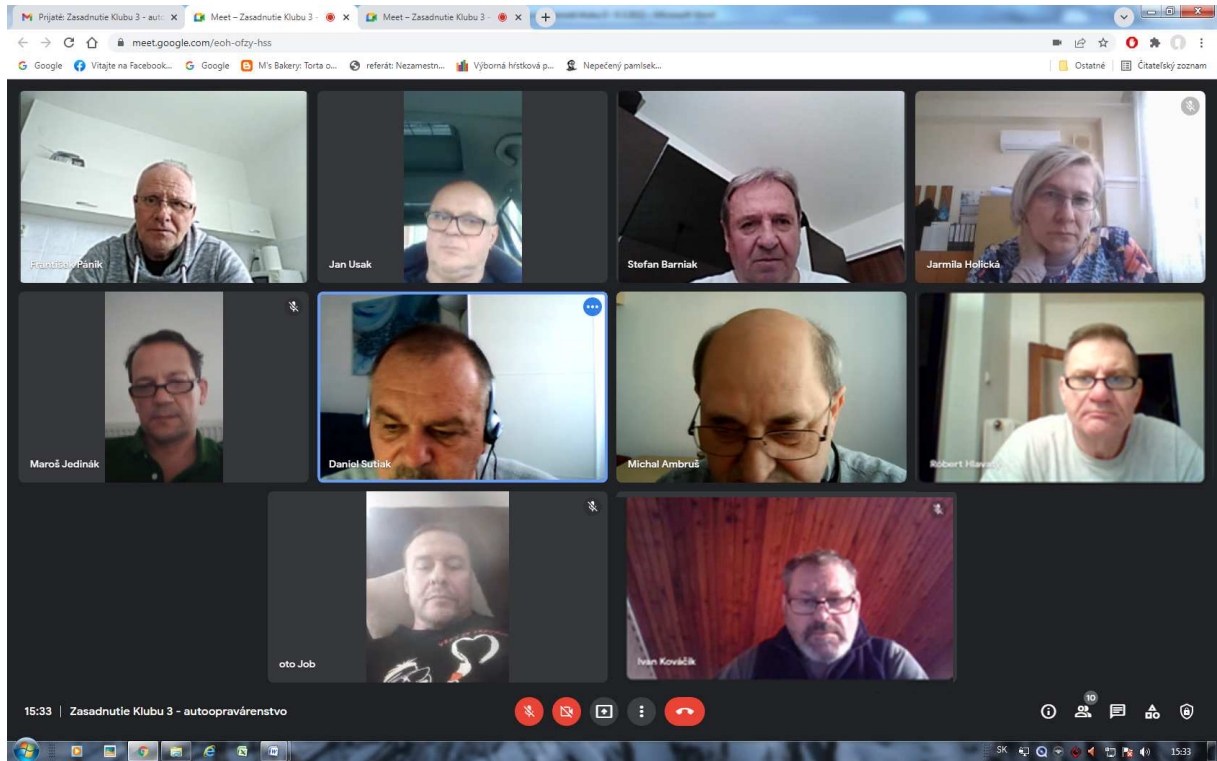 Prijaté: Zasadnutie Klubu 3 - auto
Meet – Zasadnutie Klubu 3 -
Meet – Zasadnutie Klubu 3 -
meet.google.com/eoh-ofzy-hss
Google
Vitajte na Facebook...
Google
M's Bakery: Torta o...
referát: Nezamestn...
Výborná hŕstková p...
Nepečený pamlsek...
Ostatné
Čitateľský zoznam
Pánik
Jan Usak
Stefan Barniak
Jarmila Holická
Maroš Jedinák
Daniel Sutiak
Michal Ambruš
Róbert
oto Job
Ivan Kováčik
15:33 | Zasadnutie Klubu 3 - autoopravárenstvo
10
SK
15:33